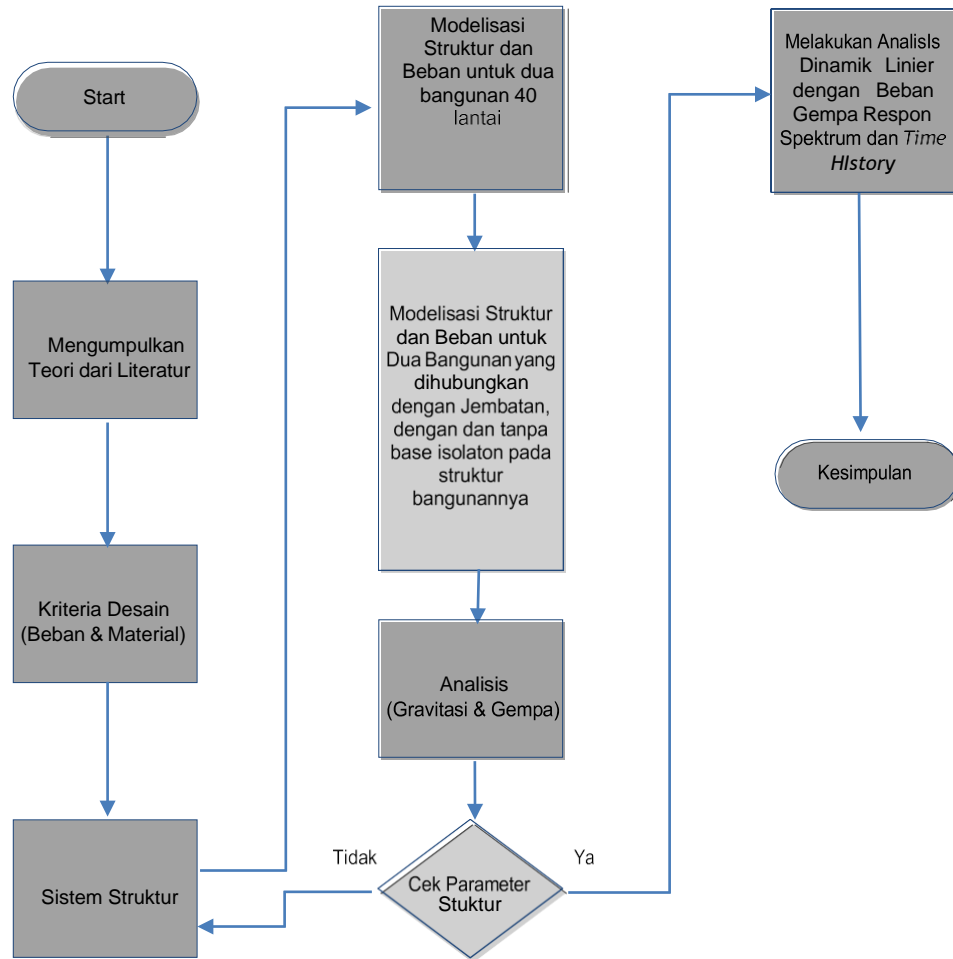 Start
Mengumpulkan
Teori dari Literatur
Kriteria Desain
(Beban & Material)
Sistem Struktur
Modelisasi
Struktur dan
Beban untuk dua
bangunan 40
lantai
Modelisasi Struktur
dan Beban untuk
Dua Bangunan yang
dihubungkan
dengan Jembatan,
dengan dan tanpa
base isolaton pada
struktur
bangunannya
Analisis
(Gravitasi & Gempa)
Cek Parameter
Stuktur
Tidak
Ya
Melakukan Analisls
Dinamik Linier
dengan Beban
Gempa Respon
Spektrum dan Time
HIstory
Kesimpulan